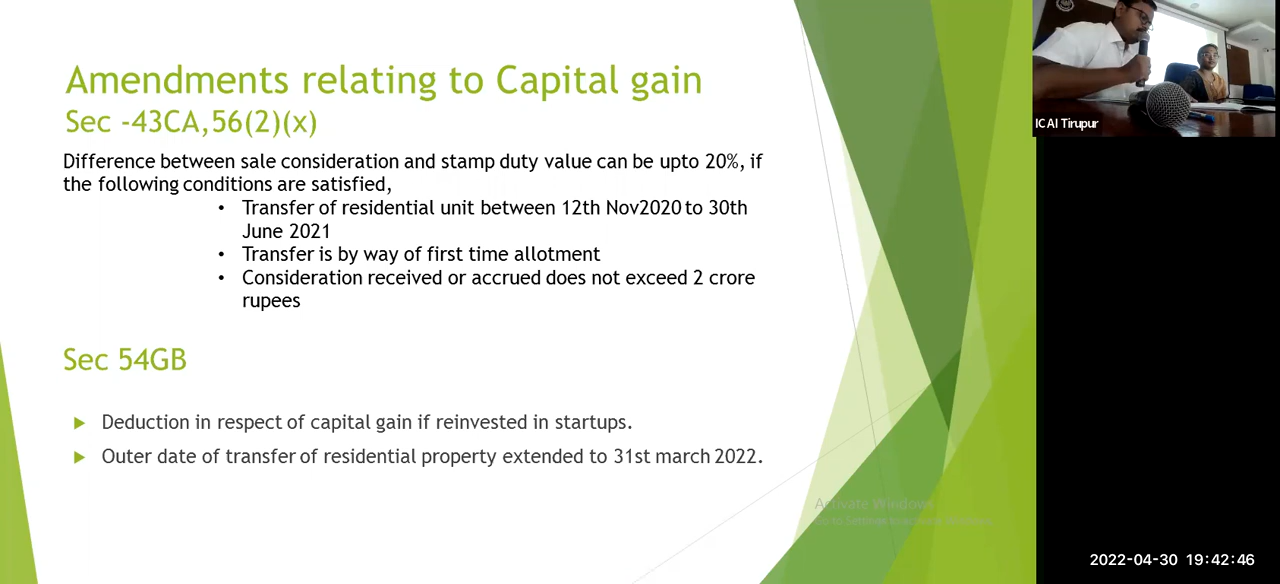 Amendments relating to Capital gain
Sec -43CA,56(2)(x)
Difference between sale consideration and stamp duty value can be upto 20%, if
the following conditions are satisfied,
• Transfer of residential unit between 12th Nov2020 to 30th
June 2021
• Transfer is by way of first time allotment
• Consideration received or accrued does not exceed 2 crore
rupees
Sec 54GB
Deduction in respect of capital gain if reinvested in startups.
Outer date of transfer of residential property extended to 31st march 2022.
Activate Windows
Go to Settings
ICAI Tirupur
2022-04-30 19:42:46